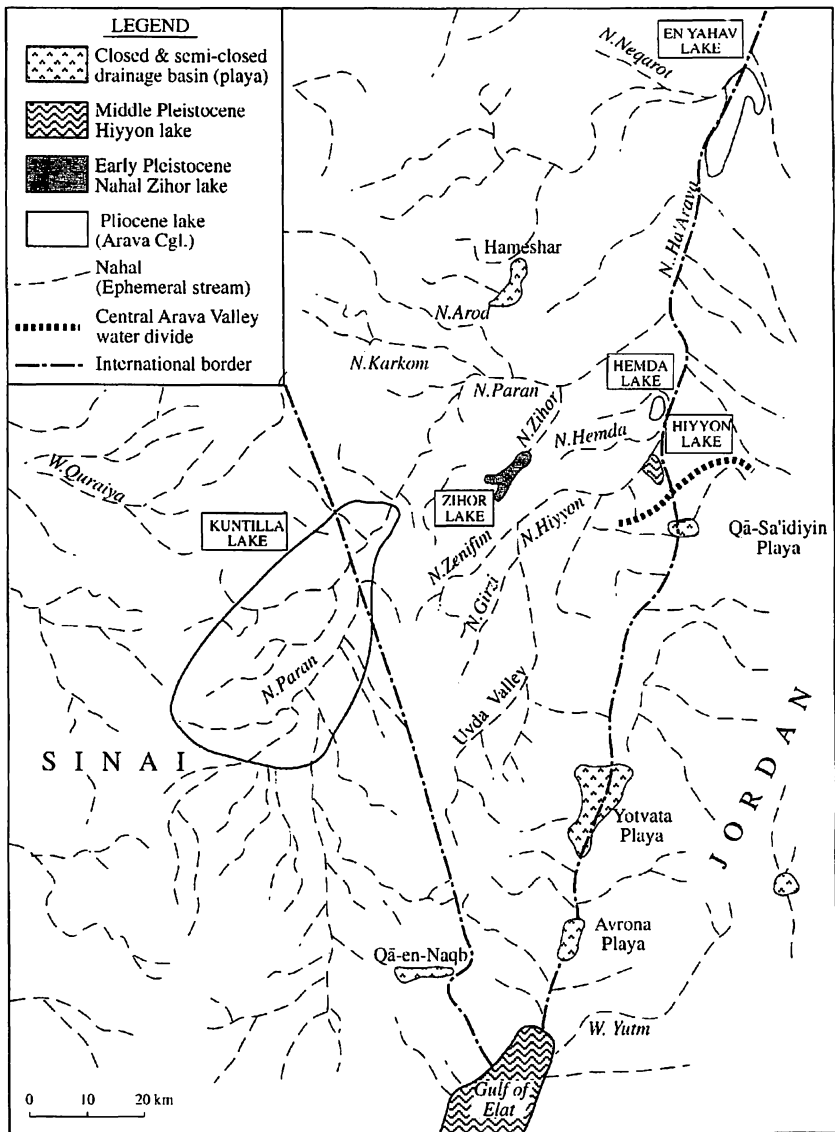 LEGEND
Closed & semi-closed
drainage basin (playa)
Middle Pleistocene
Hiyyon lake
Early Pleistocene
Nahal Zihor lake
Pliocene lake
(Arava Cgl.)
Nahal
(Ephemeral stream)
Central Arava Valley
water divide
International border
EN YAHAV
LAKE
N.Neqarot
N. Ha'Arava
Hameshar
N.Arod
N.Karkom
N.Paran
HEMDA
LAKE
N.Zihor
N.Hemda
HIYYON
LAKE
W.Quraiya
ZIHOR
LAKE
KUNTILLA
LAKE
N.Zenifim
N.Hiyyon
Qā-Sa'idiyin
Playa
N.Girzi
N.Paran
Uvda Valley
SINAI
JORDAN
Yotvata
Playa
Avrona
Playa
Qā-en-Naqb
W. Yutm
Gulf of
Elat
0 10 20 km